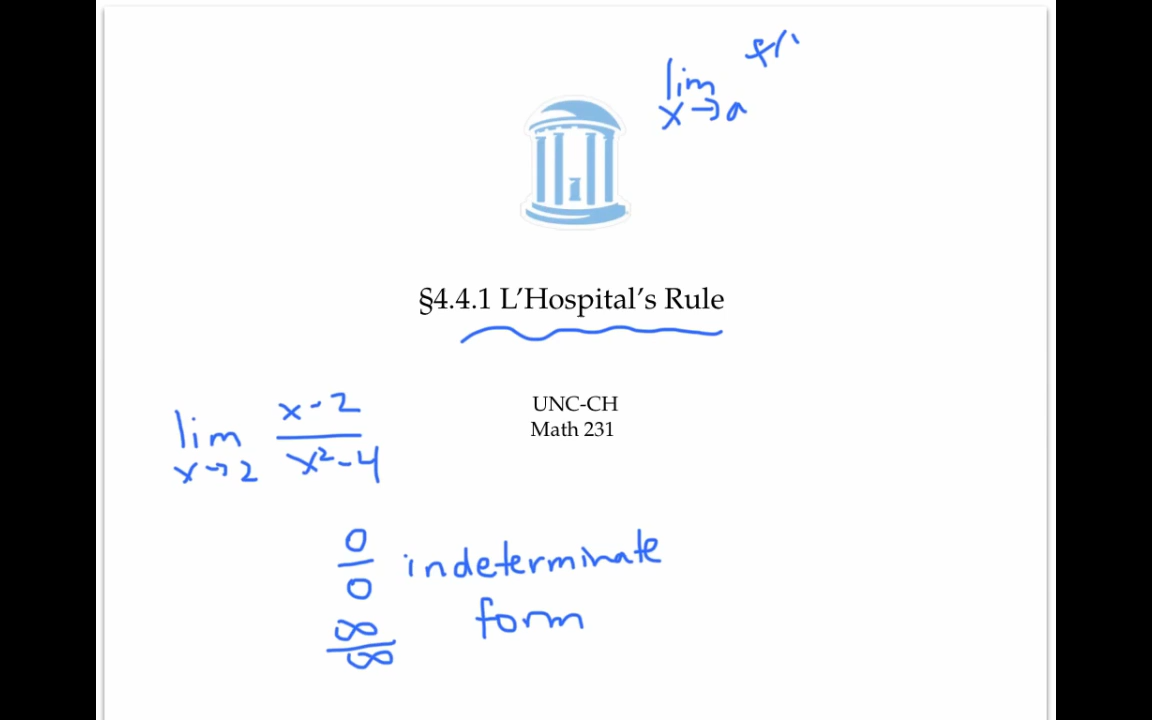 lim
x→a
§4.4.1 L’Hospital’s Rule
UNC-CH
Math 231
lim x-2
x→2 x²-4
0
0 indeterminate
form
∞
∞